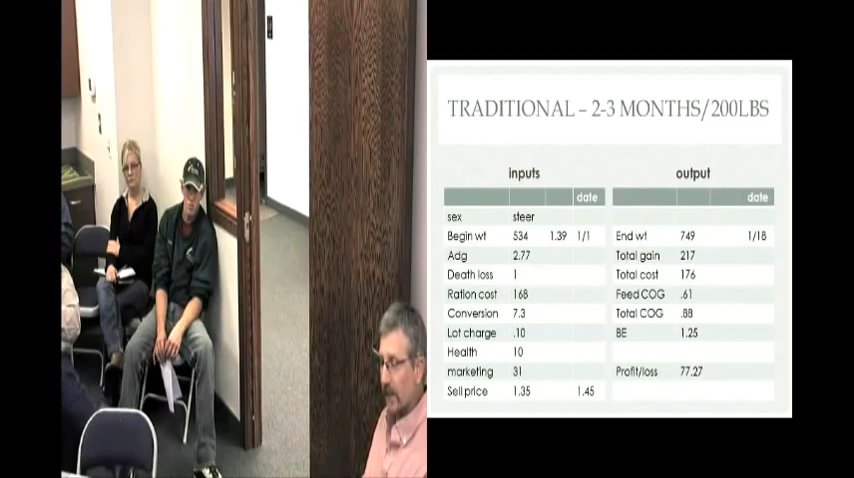 TRADITIONAL – 2-3 MONTHS/200LBS
inputs output
date date
sex steer
Begin wt 534 1.39 1/1 End wt 749 1/18
Adg 2.77 Total gain 217
Death loss 1 Total cost 176
Ration cost 168 Feed COG .61
Conversion 7.3 Total COG .88
Lot charge .10 BE 1.25
Health 10
marketing 31 Profit/loss 77.27
Sell price 1.35 1.45